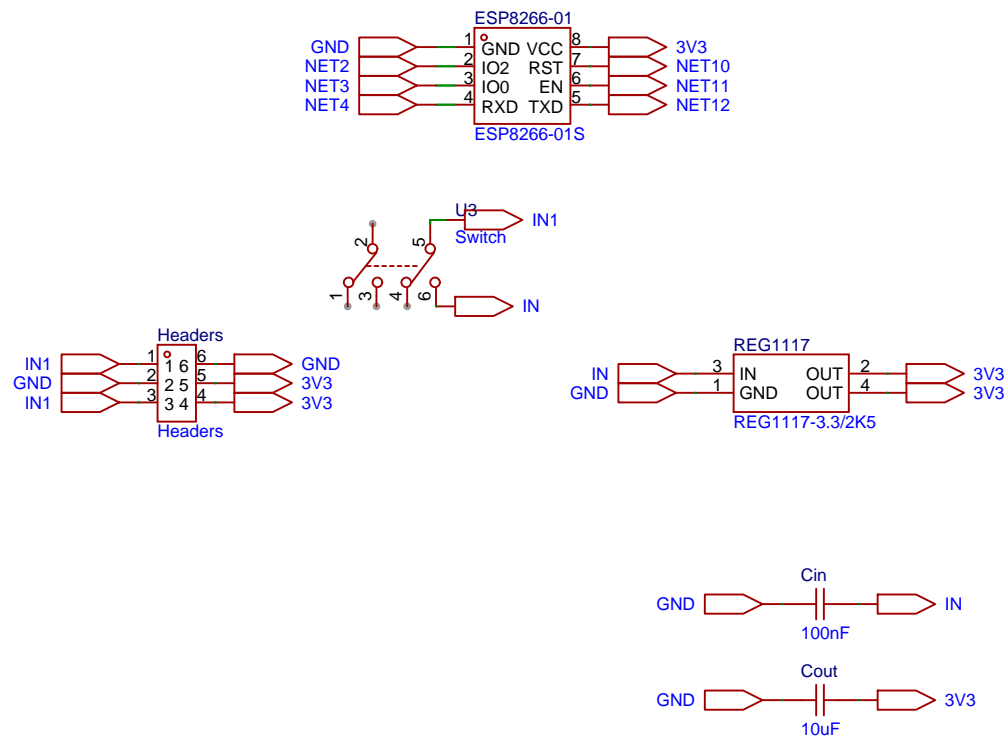 ESP8266-01
GND 1 GND VCC 8 3V3
NET2 2 IO2 RST 7 NET10
NET3 3 IO0 EN 6 NET11
NET4 4 RXD TXD 5 NET12
ESP8266-01S
U3
IN1
Switch
2 5
1 3 4 6
IN
Headers
IN1 1 1 6 6 GND
GND 2 2 5 5 3V3
IN1 3 3 4 4 3V3
Headers
REG1117
IN 3 IN OUT 2 3V3
GND 1 GND OUT 4 3V3
REG1117-3.3/2K5
Cin
GND IN
100nF
Cout
GND 3V3
10uF